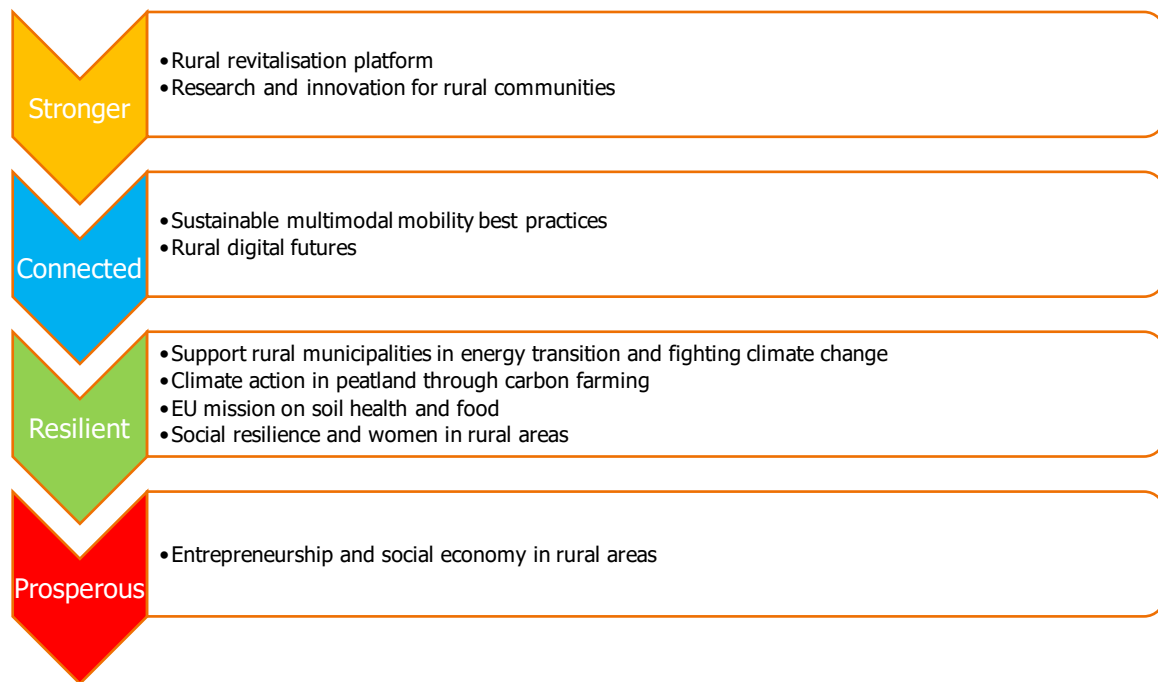 Stronger
•Rural revitalisation platform
•Research and innovation for rural communities
Connected
•Sustainable multimodal mobility best practices
•Rural digital futures
Resilient
•Support rural municipalities in energy transition and fighting climate change
•Climate action in peatland through carbon farming
•EU mission on soil health and food
•Social resilience and women in rural areas
Prosperous
•Entrepreneurship and social economy in rural areas